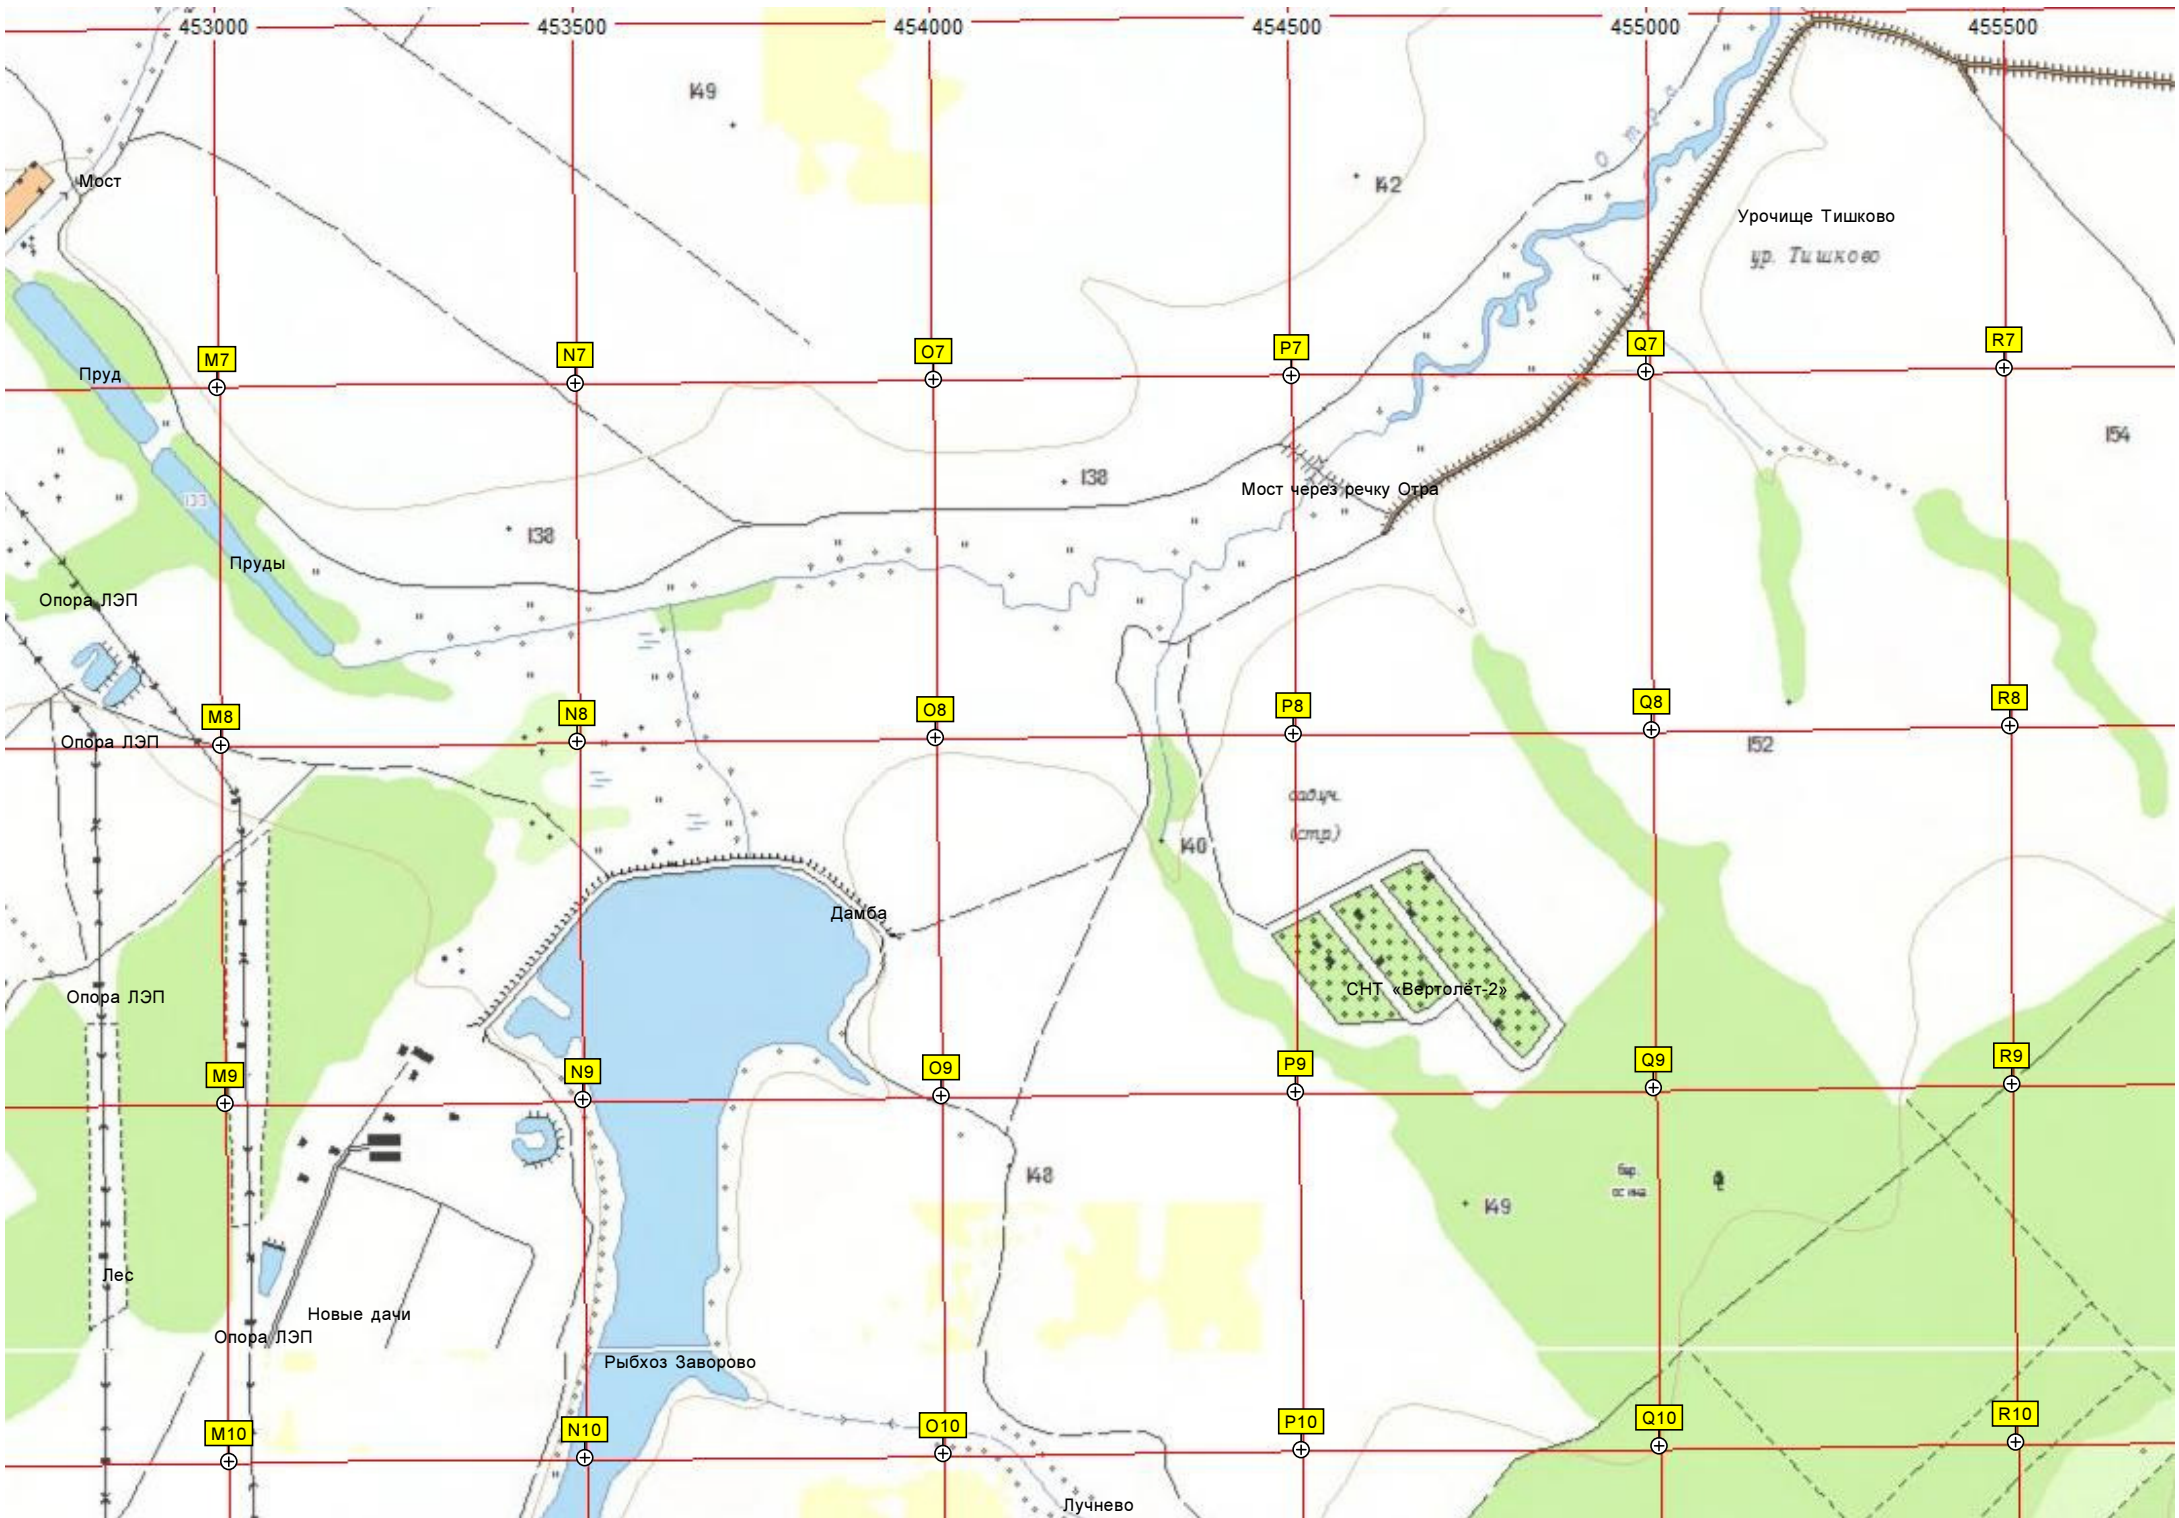 453000 453500 454000 454500 455000 455500
149
Мост
142
О т р а
Урочище Тишково
ур. Тишково
M7 N7 O7 P7 Q7 R7
Пруд
154
138
Мост через речку Отра
133
138
Пруды
Опора ЛЭП
M8 N8 O8 P8 Q8 R8
Опора ЛЭП
152
садуч.
(стр.)
140
Дамба
СНТ «Вертолёт-2»
Опора ЛЭП
M9 N9 O9 P9 Q9 R9
148
бер.
осина
149
Лес
Новые дачи
Опора ЛЭП
Рыбхоз Заворово
M10 N10 O10 P10 Q10 R10
Лучнево